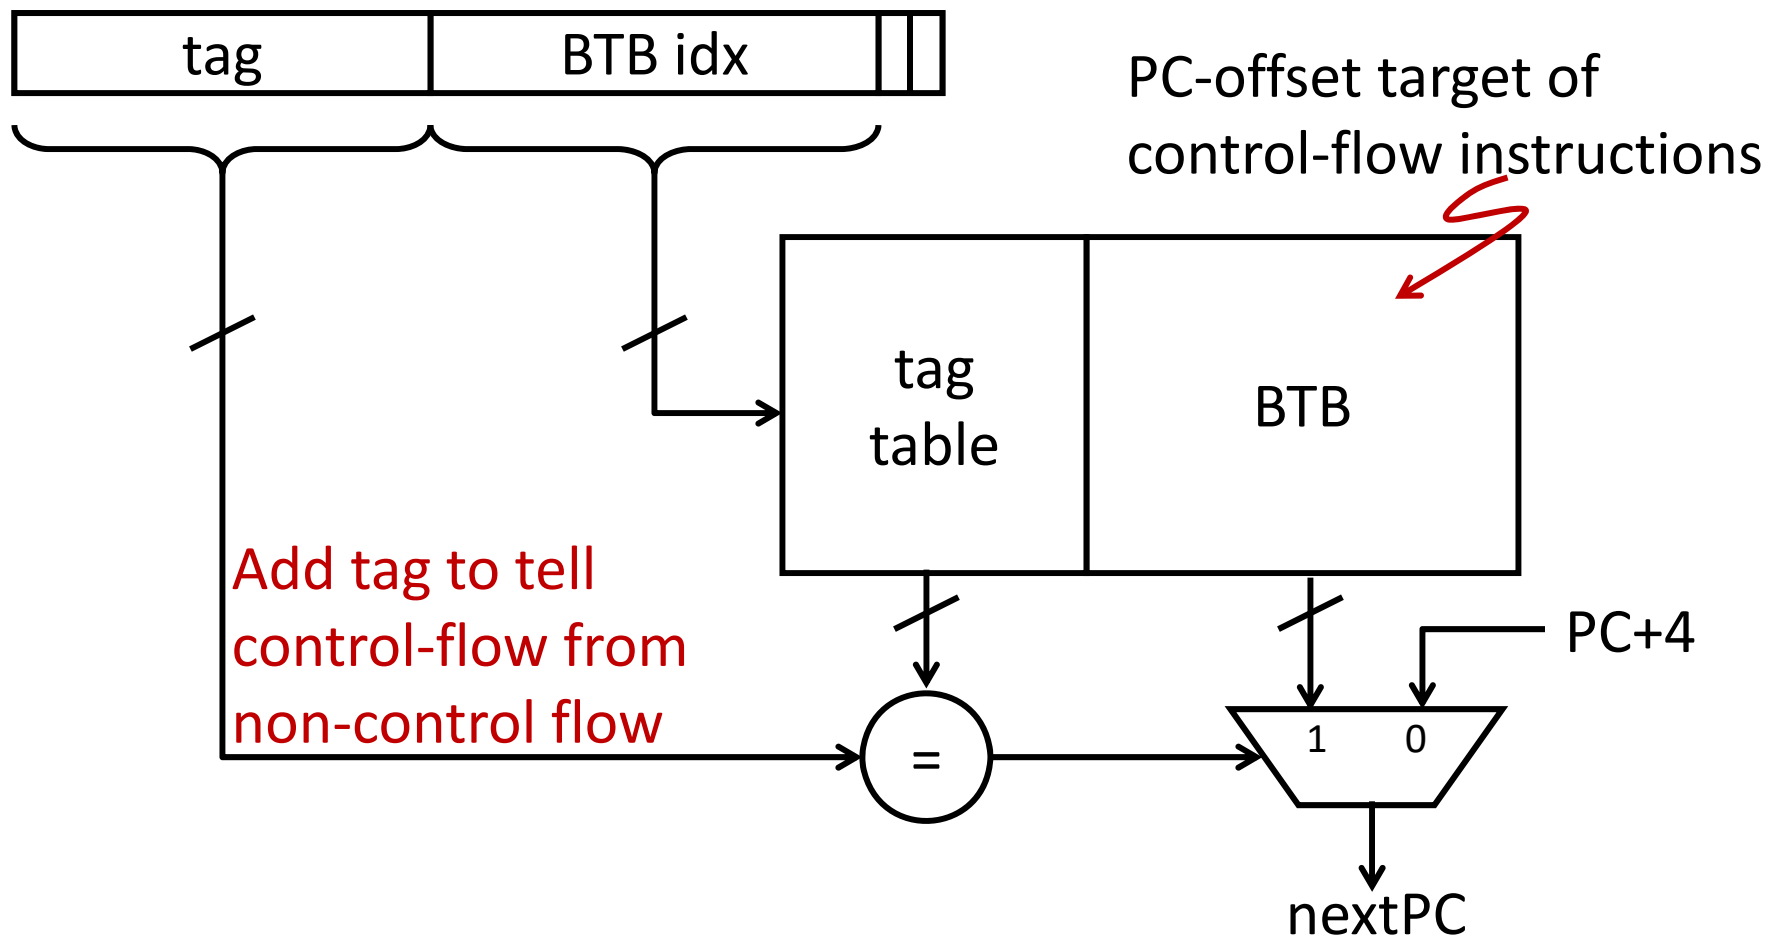 tag
BTB idx
PC-offset target of
control-flow instructions
tag
table
BTB
Add tag to tell
control-flow from
non-control flow
PC+4
=
1
0
nextPC